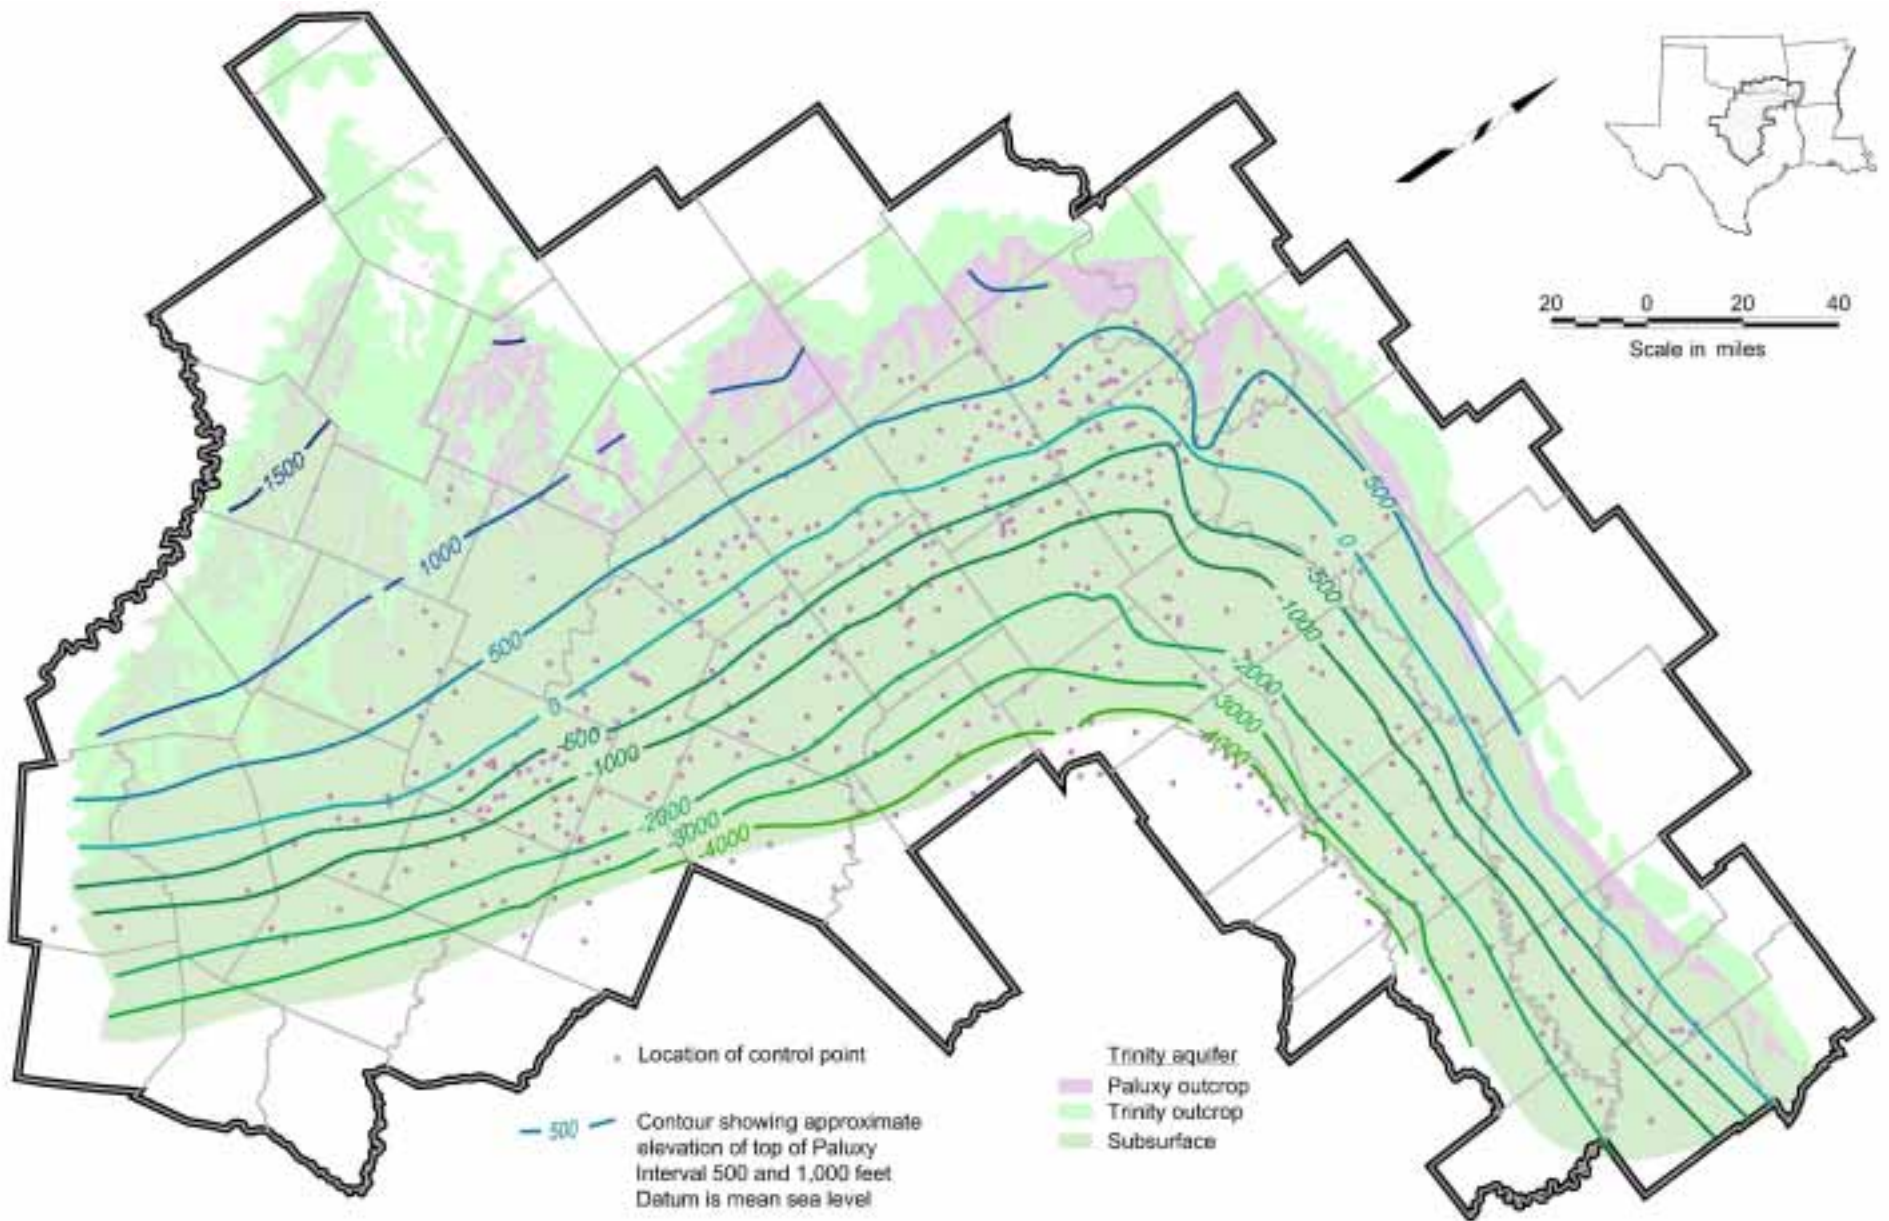 20 0 20 40
Scale in miles
1500
1000
500
500
0
0
-500
-500
-1000
-1000
-2000
-2000
-3000
-3000
-4000
-4000
Location of control point
500
Contour showing approximate
elevation of top of Paluxy
Interval 500 and 1,000 feet
Datum is mean sea level
Trinity aquifer
Paluxy outcrop
Trinity outcrop
Subsurface